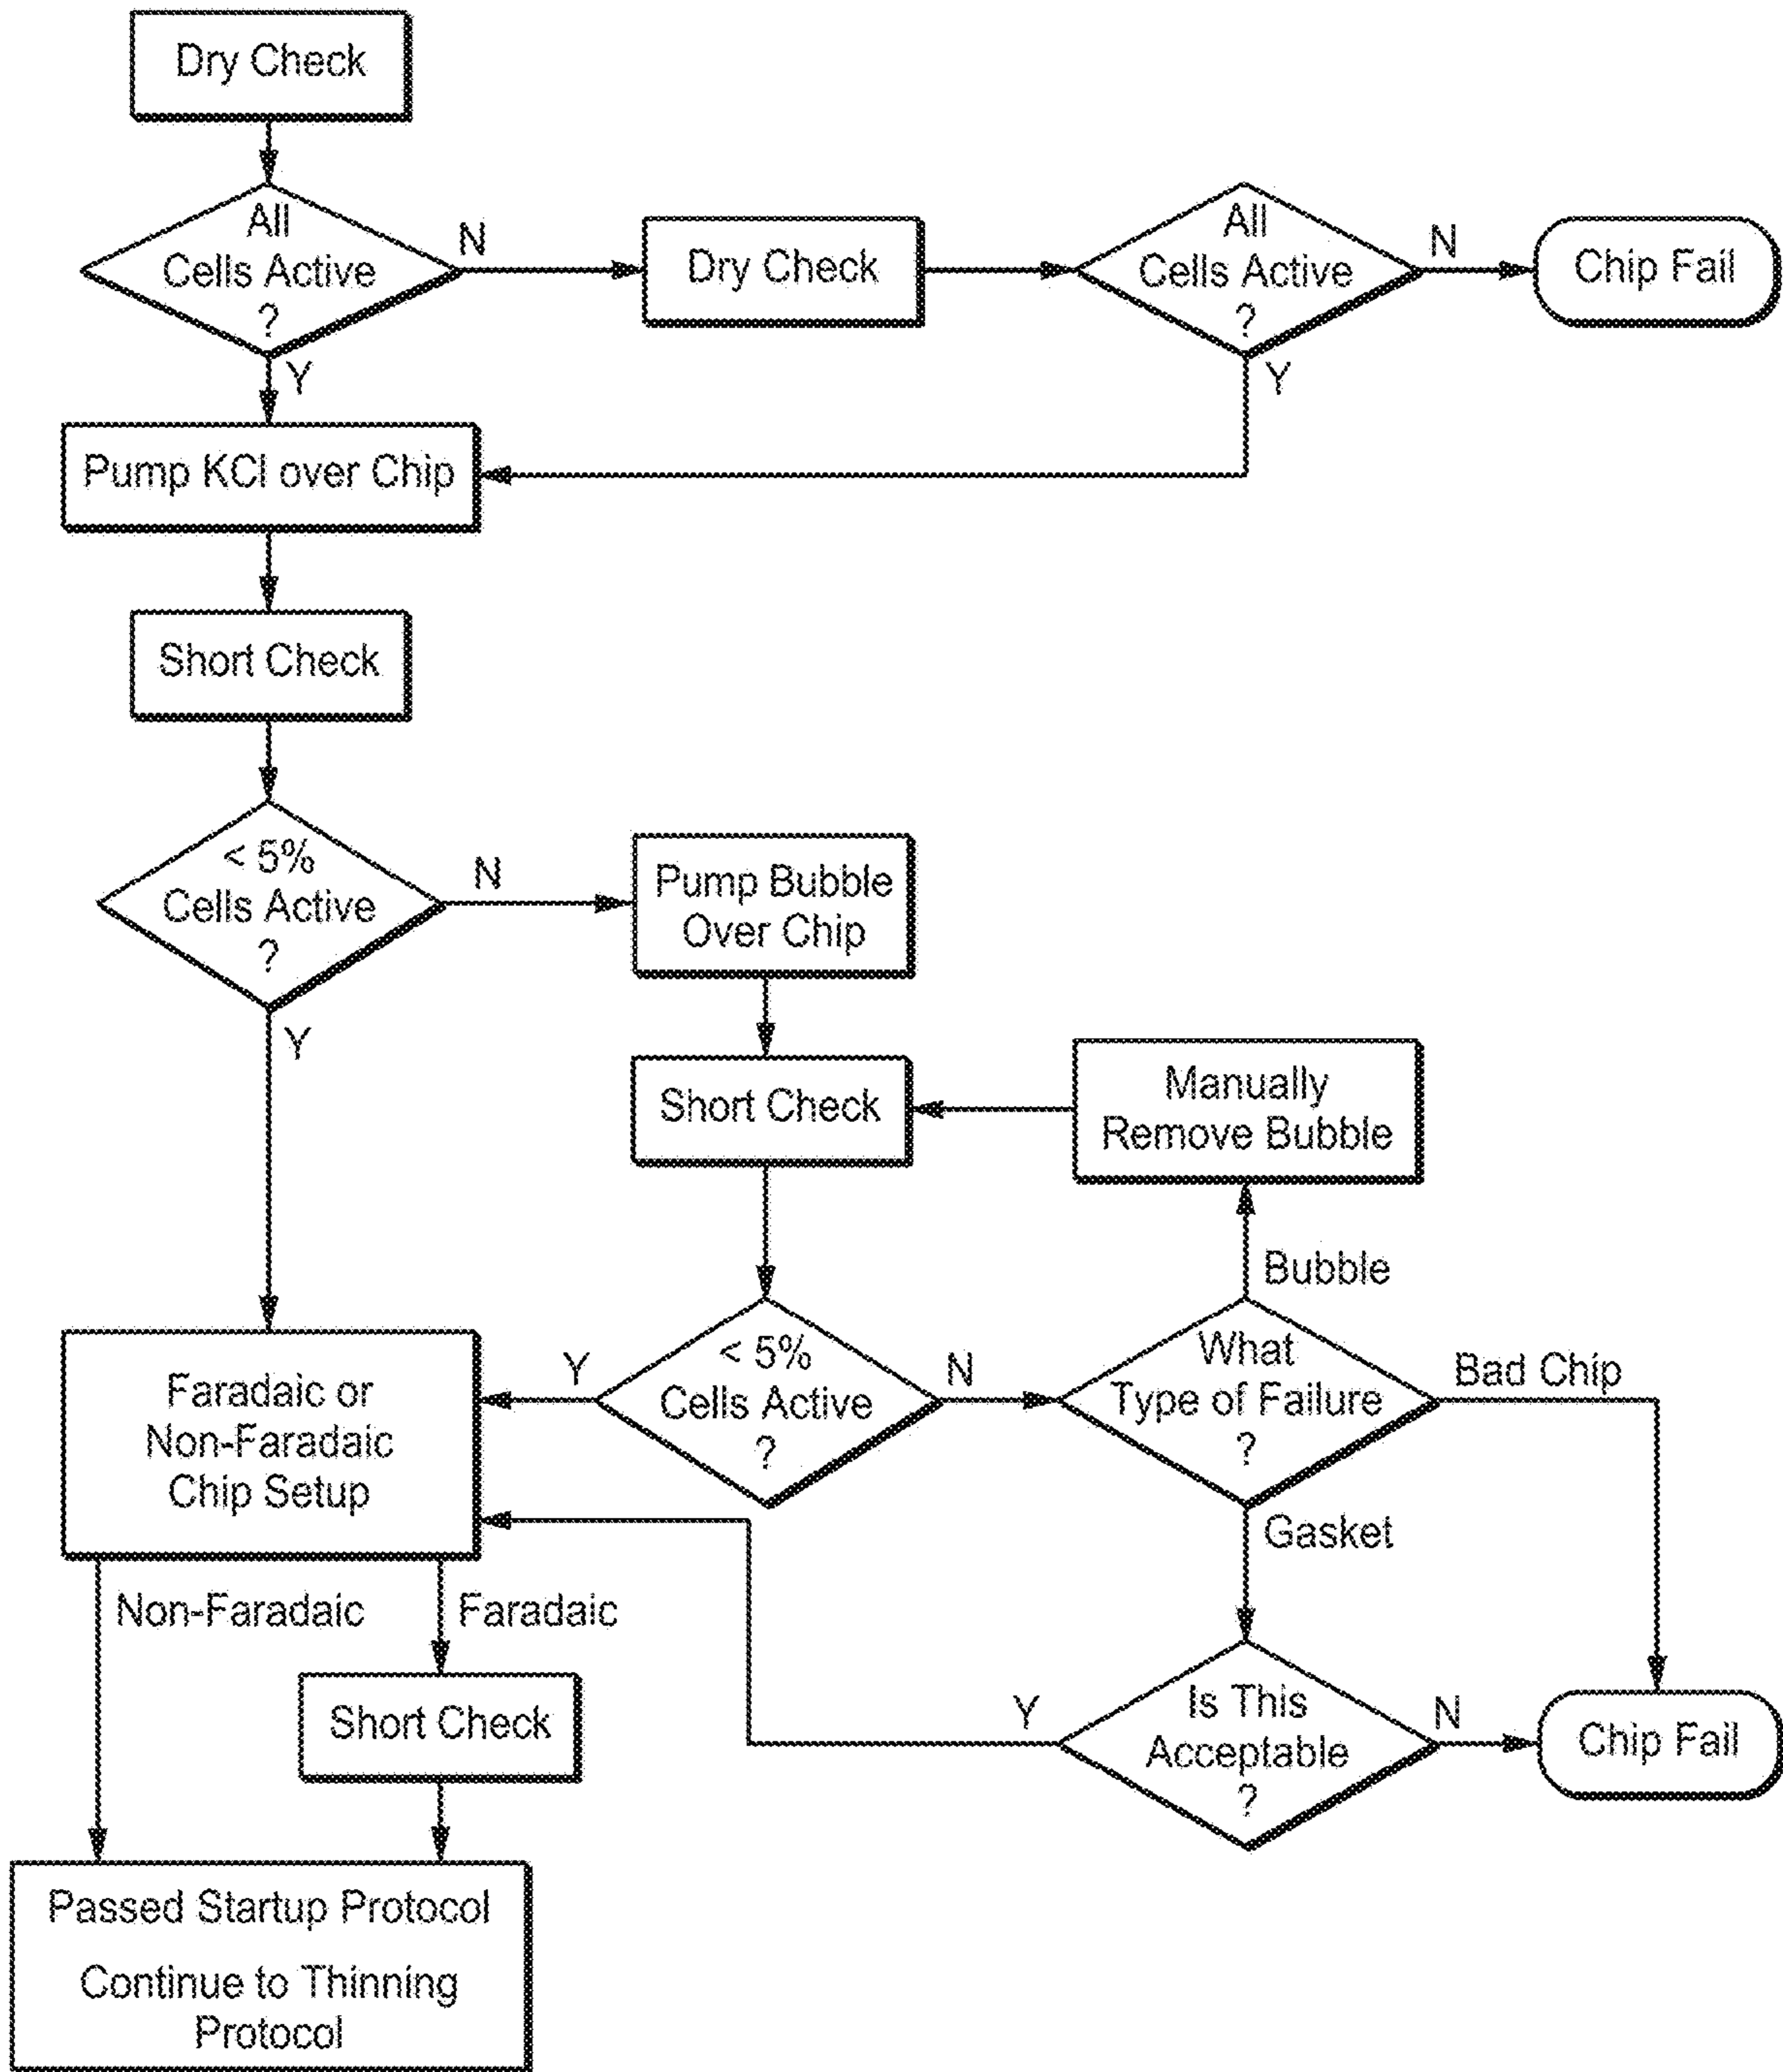 Dry Check
All
Cells Active
?
N
Dry Check
All
Cells Active
?
N
Chip Fail
Y
Y
Pump KCl over Chip
Short Check
< 5%
Cells Active
?
N
Pump Bubble
Over Chip
Y
Short Check
Manually
Remove Bubble
Bubble
Faradaic or
Non-Faradaic
Chip Setup
Y
< 5%
Cells Active
?
N
What
Type of Failure
?
Bad Chip
Gasket
Non-Faradaic
Faradaic
Short Check
Y
Is This
Acceptable
?
N
Chip Fail
Passed Startup Protocol
Continue to Thinning
Protocol